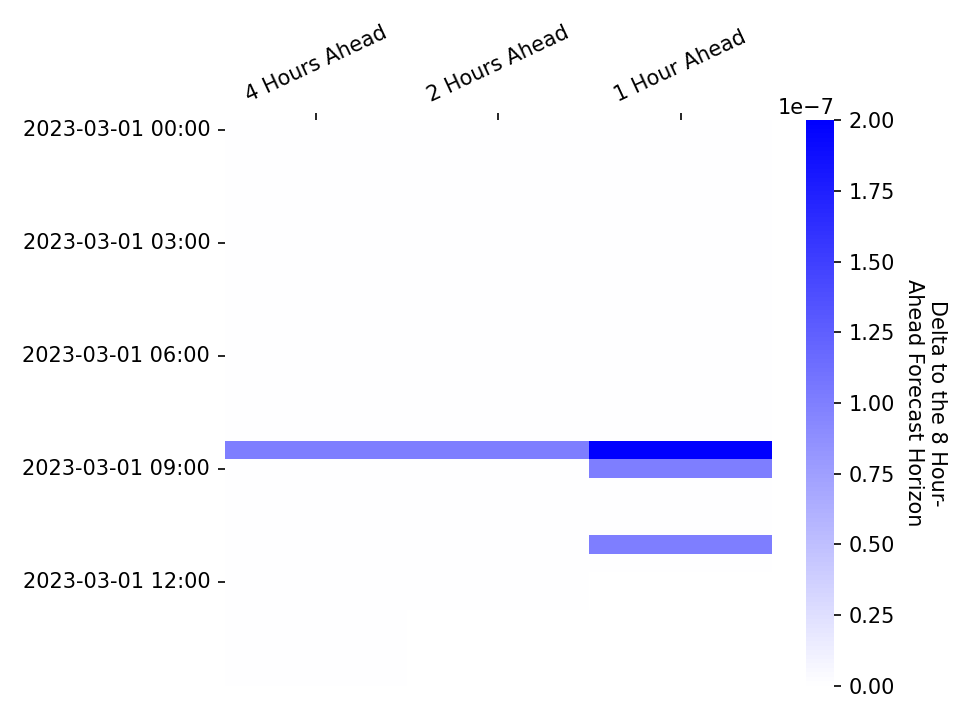 4 Hours Ahead
2 Hours Ahead
1 Hour Ahead
2023-03-01 00:00
2023-03-01 03:00
2023-03-01 06:00
2023-03-01 09:00
2023-03-01 12:00
1e−7
2.00
1.75
1.50
1.25
1.00
0.75
0.50
0.25
0.00
Delta to the 8 Hour-
Ahead Forecast Horizon